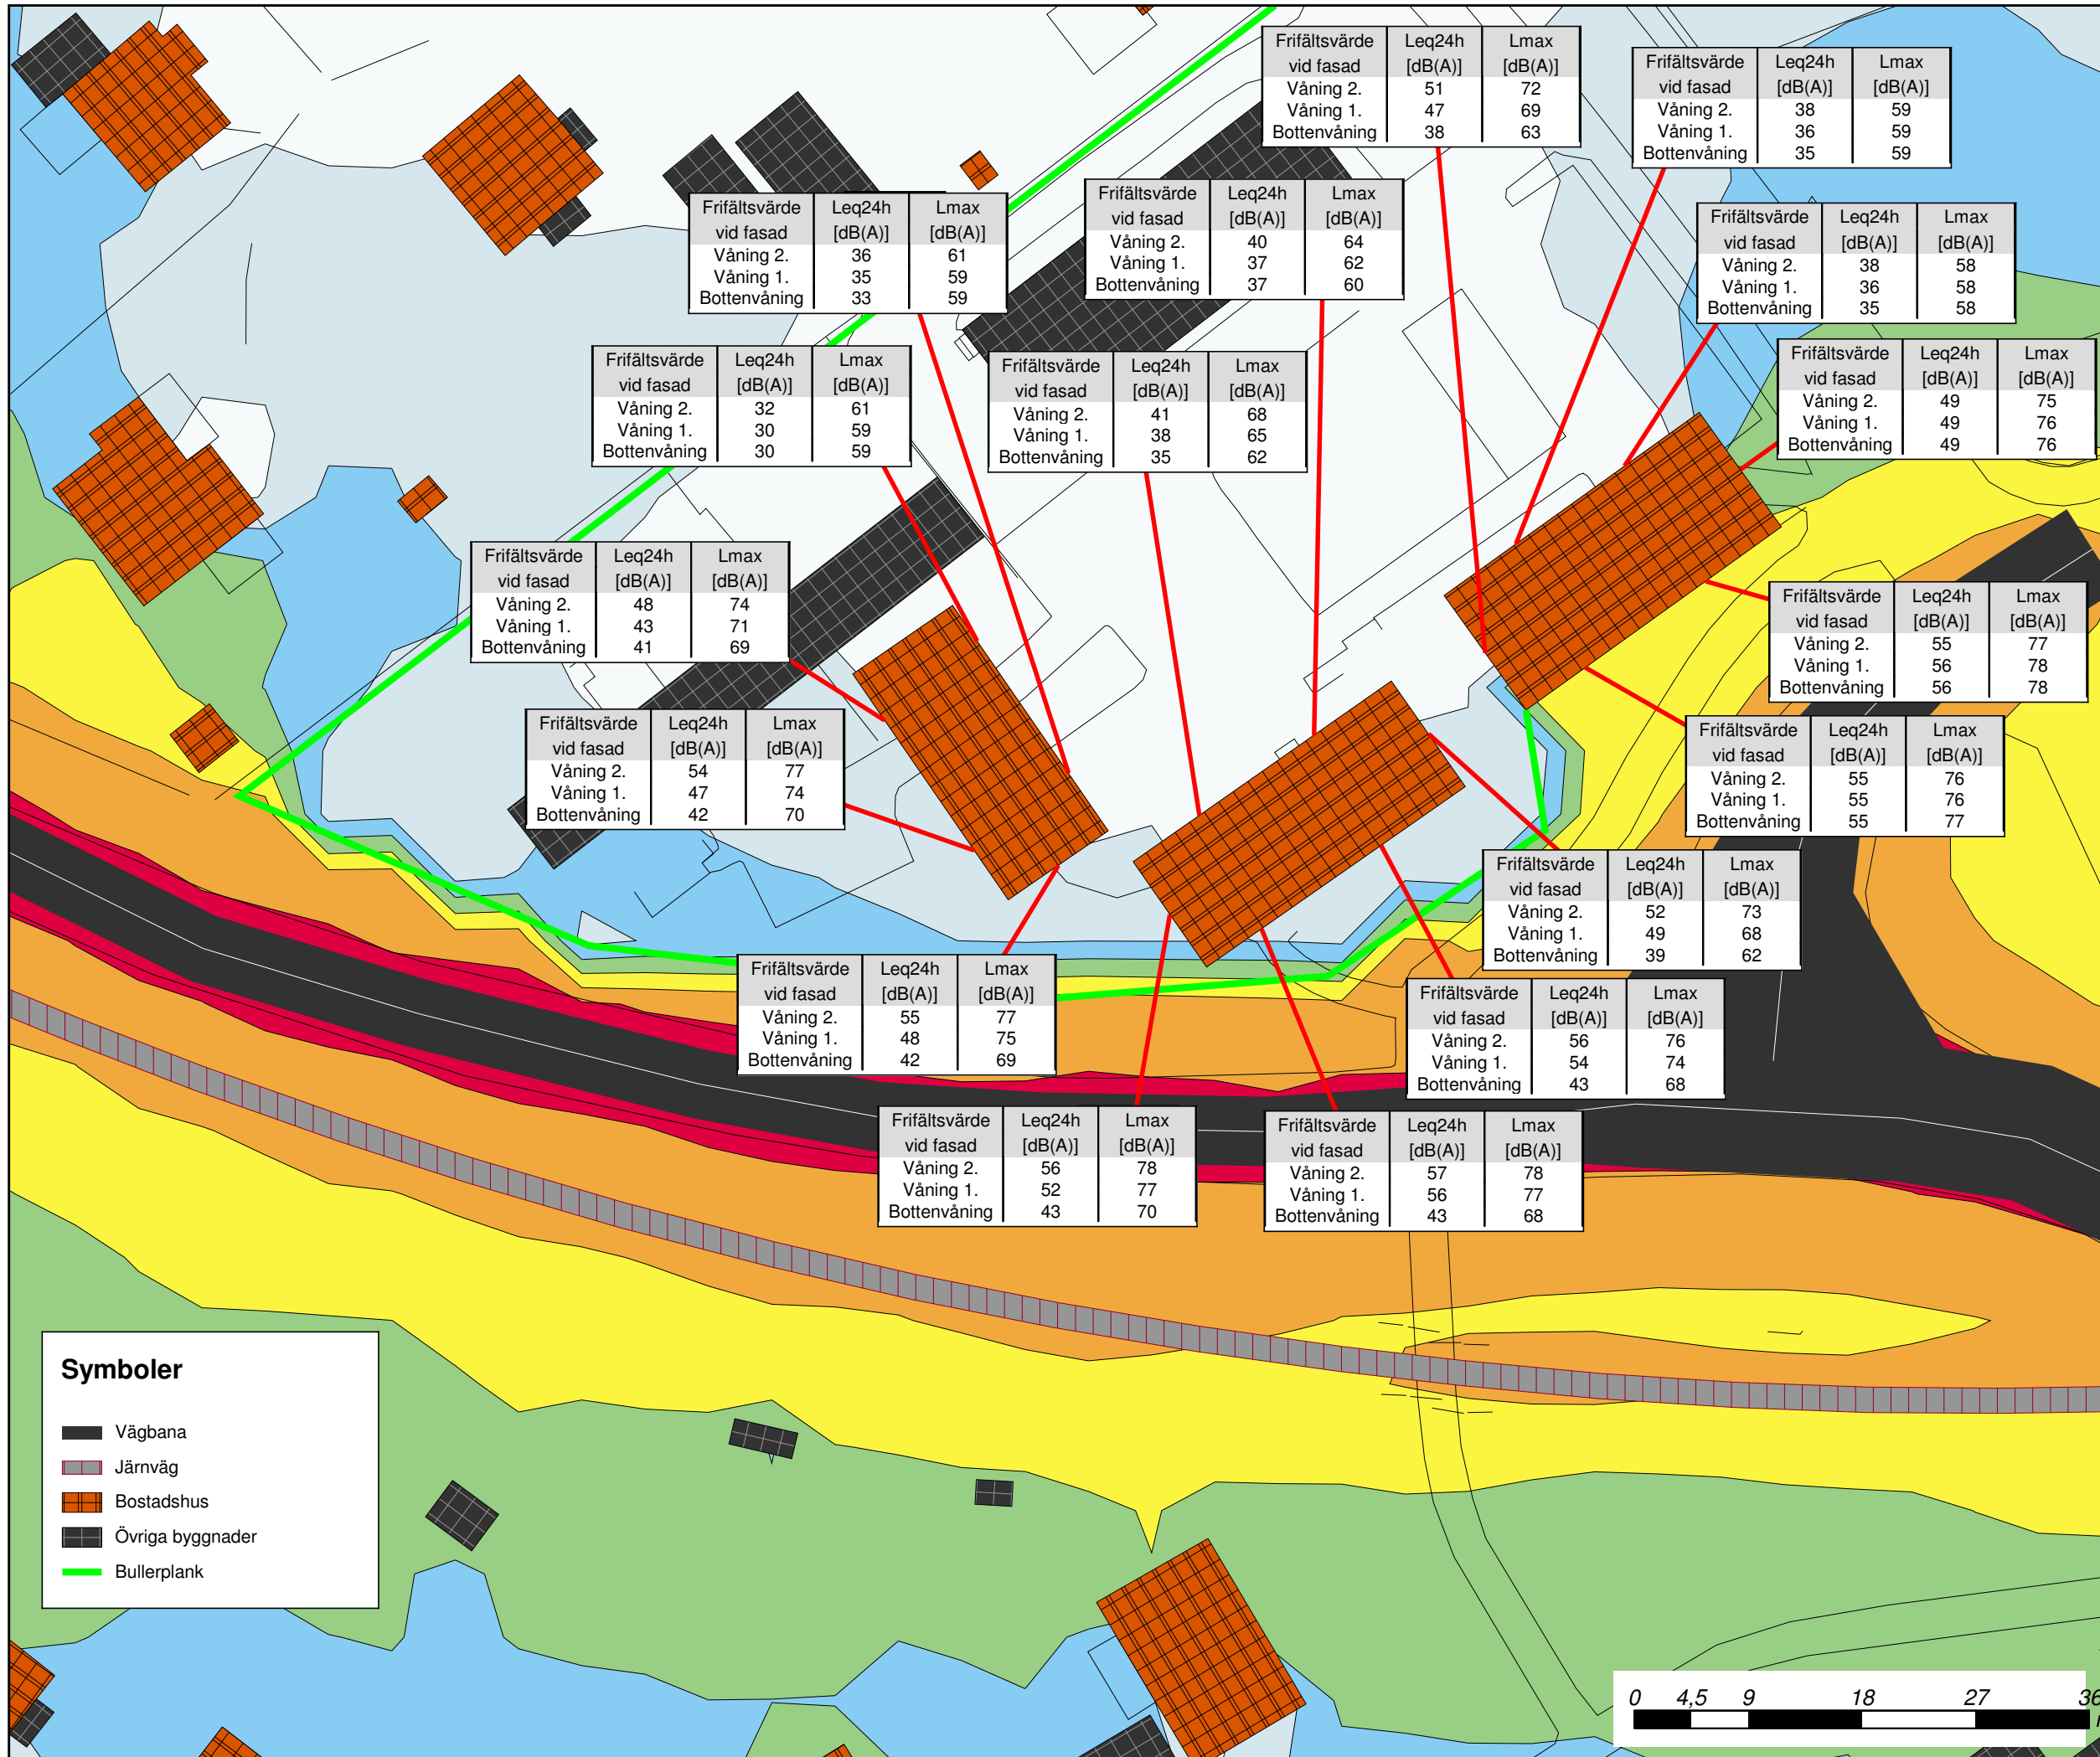 Frifältsvärde Leq24h Lmax
vid fasad [dB(A)] [dB(A)]
Våning 2. 51 72
Våning 1. 47 69
Bottenvåning 38 63
Frifältsvärde Leq24h Lmax
vid fasad [dB(A)] [dB(A)]
Våning 2. 38 59
Våning 1. 36 59
Bottenvåning 35 59
Frifältsvärde Leq24h Lmax
vid fasad [dB(A)] [dB(A)]
Våning 2. 36 61
Våning 1. 35 59
Bottenvåning 33 59
Frifältsvärde Leq24h Lmax
vid fasad [dB(A)] [dB(A)]
Våning 2. 40 64
Våning 1. 37 62
Bottenvåning 37 60
Frifältsvärde Leq24h Lmax
vid fasad [dB(A)] [dB(A)]
Våning 2. 38 58
Våning 1. 36 58
Bottenvåning 35 58
Frifältsvärde Leq24h Lmax
vid fasad [dB(A)] [dB(A)]
Våning 2. 32 61
Våning 1. 30 59
Bottenvåning 30 59
Frifältsvärde Leq24h Lmax
vid fasad [dB(A)] [dB(A)]
Våning 2. 41 68
Våning 1. 38 65
Bottenvåning 35 62
Frifältsvärde Leq24h Lmax
vid fasad [dB(A)] [dB(A)]
Våning 2. 49 75
Våning 1. 49 76
Bottenvåning 49 76
Frifältsvärde Leq24h Lmax
vid fasad [dB(A)] [dB(A)]
Våning 2. 48 74
Våning 1. 43 71
Bottenvåning 41 69
Frifältsvärde Leq24h Lmax
vid fasad [dB(A)] [dB(A)]
Våning 2. 55 77
Våning 1. 56 78
Bottenvåning 56 78
Frifältsvärde Leq24h Lmax
vid fasad [dB(A)] [dB(A)]
Våning 2. 54 77
Våning 1. 47 74
Bottenvåning 42 70
Frifältsvärde Leq24h Lmax
vid fasad [dB(A)] [dB(A)]
Våning 2. 55 76
Våning 1. 55 76
Bottenvåning 55 77
Frifältsvärde Leq24h Lmax
vid fasad [dB(A)] [dB(A)]
Våning 2. 52 73
Våning 1. 49 68
Bottenvåning 39 62
Frifältsvärde Leq24h Lmax
vid fasad [dB(A)] [dB(A)]
Våning 2. 55 77
Våning 1. 48 75
Bottenvåning 42 69
Frifältsvärde Leq24h Lmax
vid fasad [dB(A)] [dB(A)]
Våning 2. 56 76
Våning 1. 54 74
Bottenvåning 43 68
Frifältsvärde Leq24h Lmax
vid fasad [dB(A)] [dB(A)]
Våning 2. 56 78
Våning 1. 52 77
Bottenvåning 43 70
Frifältsvärde Leq24h Lmax
vid fasad [dB(A)] [dB(A)]
Våning 2. 57 78
Våning 1. 56 77
Bottenvåning 43 68
Symboler
Vägbana
Järnväg
Bostadshus
Övriga byggnader
Bullerplank
0 4,5 9 18 27 36